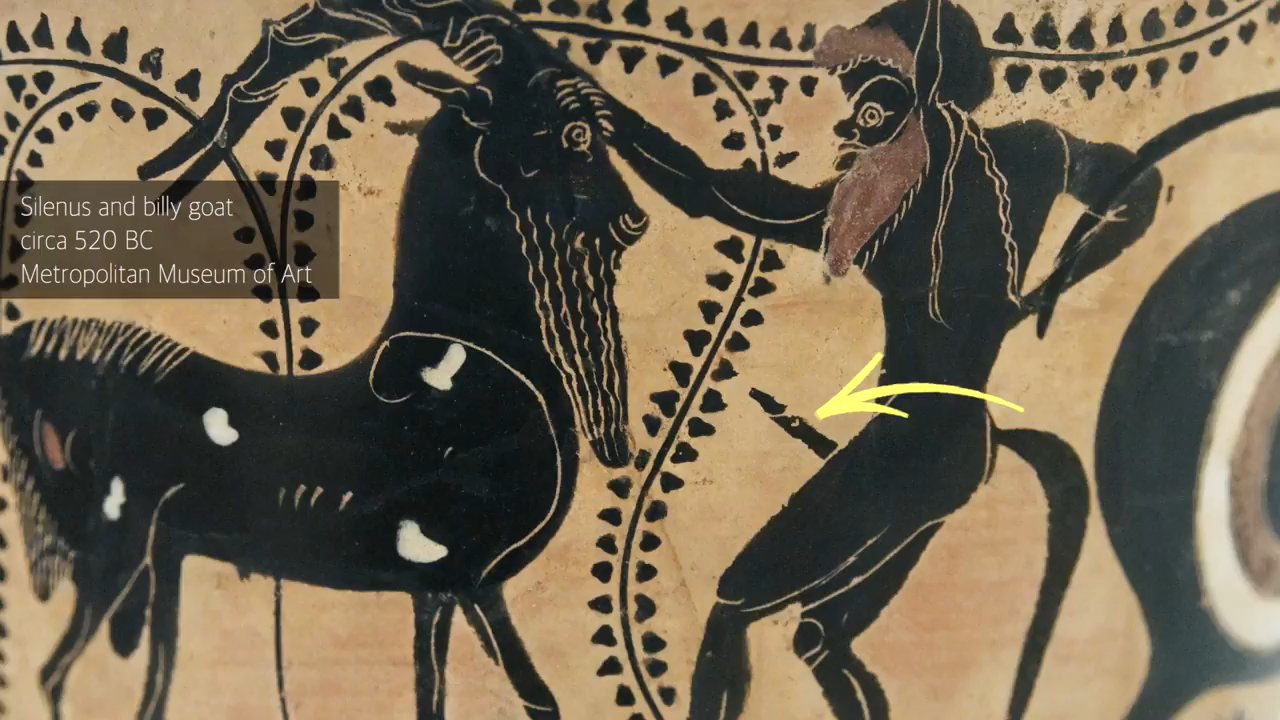 Silenus and billy goat
circa 520 BC
Metropolitan Museum of Art